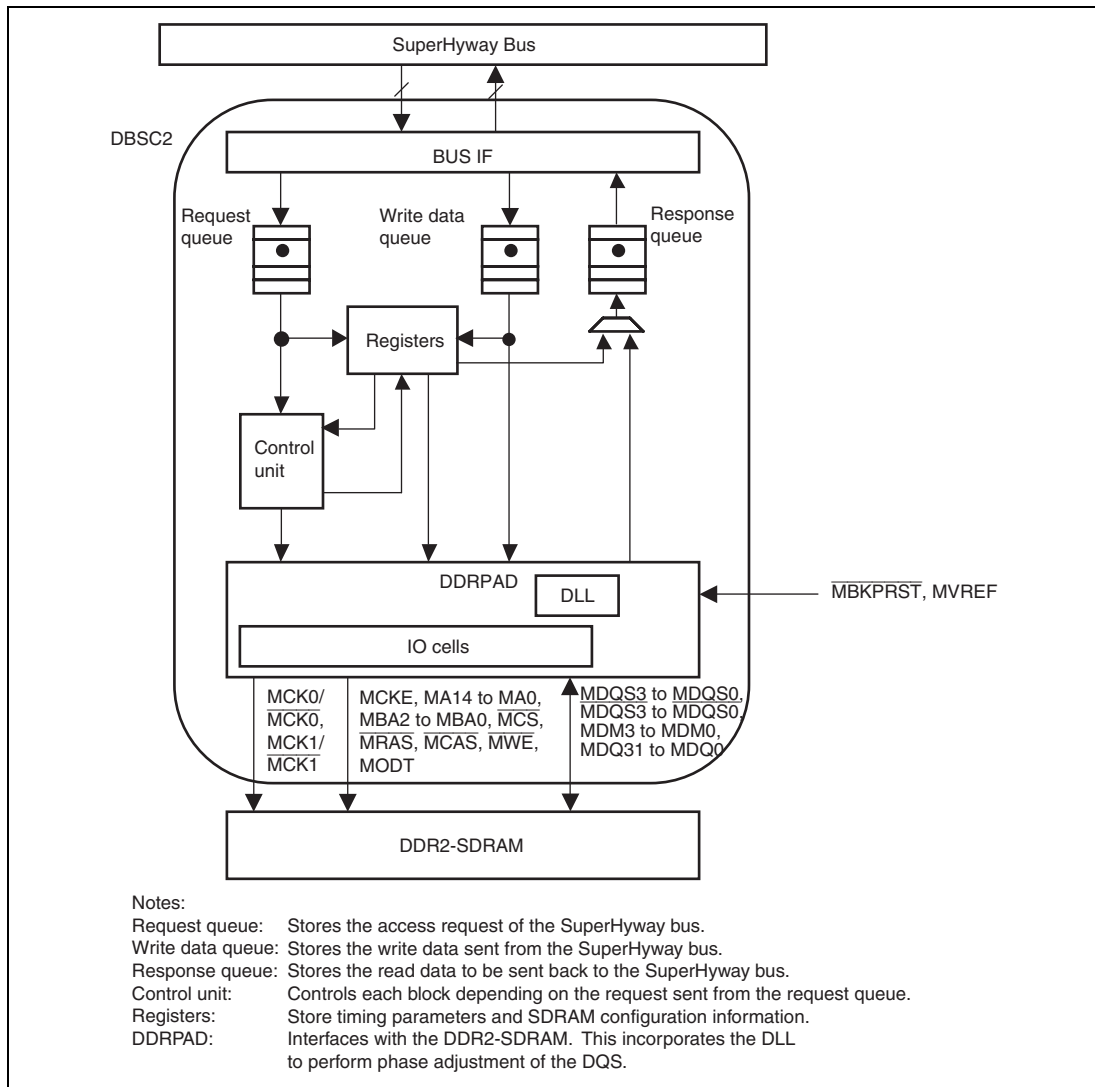 SuperHyway Bus
DBSC2
BUS IF
Request
queue
Write data
queue
Response
queue
Registers
Control
unit
DDRPAD
DLL
MBKPRST, MVREF
IO cells
MCK0/
MCK0,
MCK1/
MCK1
MCKE, MA14 to MA0,
MBA2 to MBA0, MCS,
MRAS, MCAS, MWE,
MODT
MDQS3 to MDQS0,
MDQS3 to MDQS0,
MDM3 to MDM0,
MDQ31 to MDQ0
DDR2-SDRAM
Notes:
Request queue: Stores the access request of the SuperHyway bus.
Write data queue: Stores the write data sent from the SuperHyway bus.
Response queue: Stores the read data to be sent back to the SuperHyway bus.
Control unit: Controls each block depending on the request sent from the request queue.
Registers: Store timing parameters and SDRAM configuration information.
DDRPAD: Interfaces with the DDR2-SDRAM. This incorporates the DLL
to perform phase adjustment of the DQS.